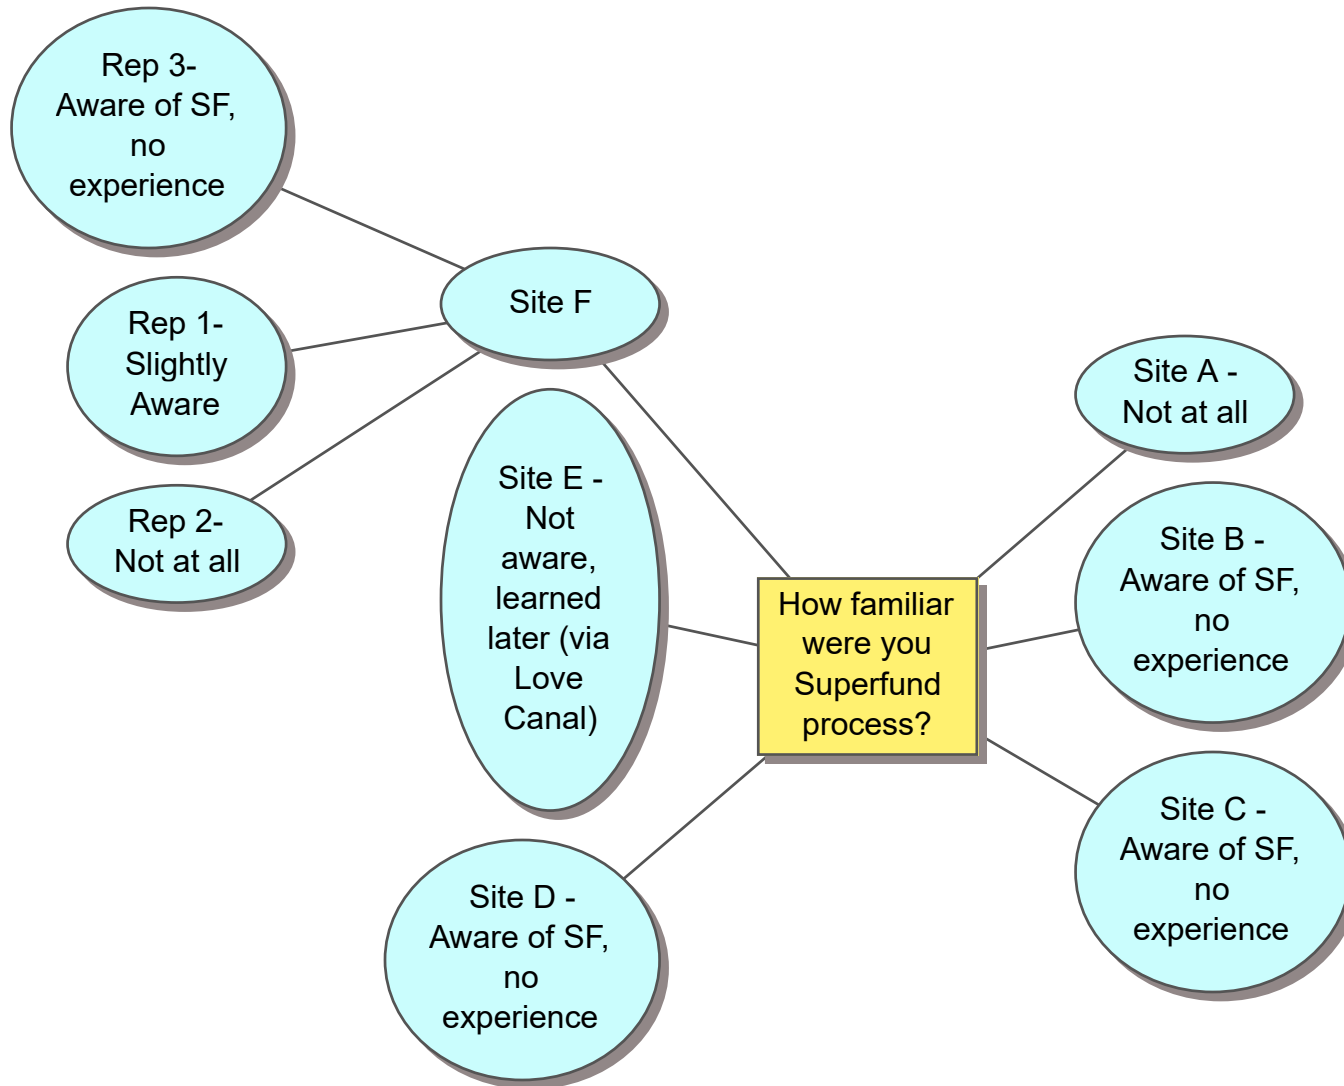 Rep 3-
Aware of SF,
no
experience
Rep 1-
Slightly
Aware
Rep 2-
Not at all
Site F
Site E -
Not
aware,
learned
later (via
Love
Canal)
Site D -
Aware of SF,
no
experience
How familiar
were you
Superfund
process?
Site A -
Not at all
Site B -
Aware of SF,
no
experience
Site C -
Aware of SF,
no
experience